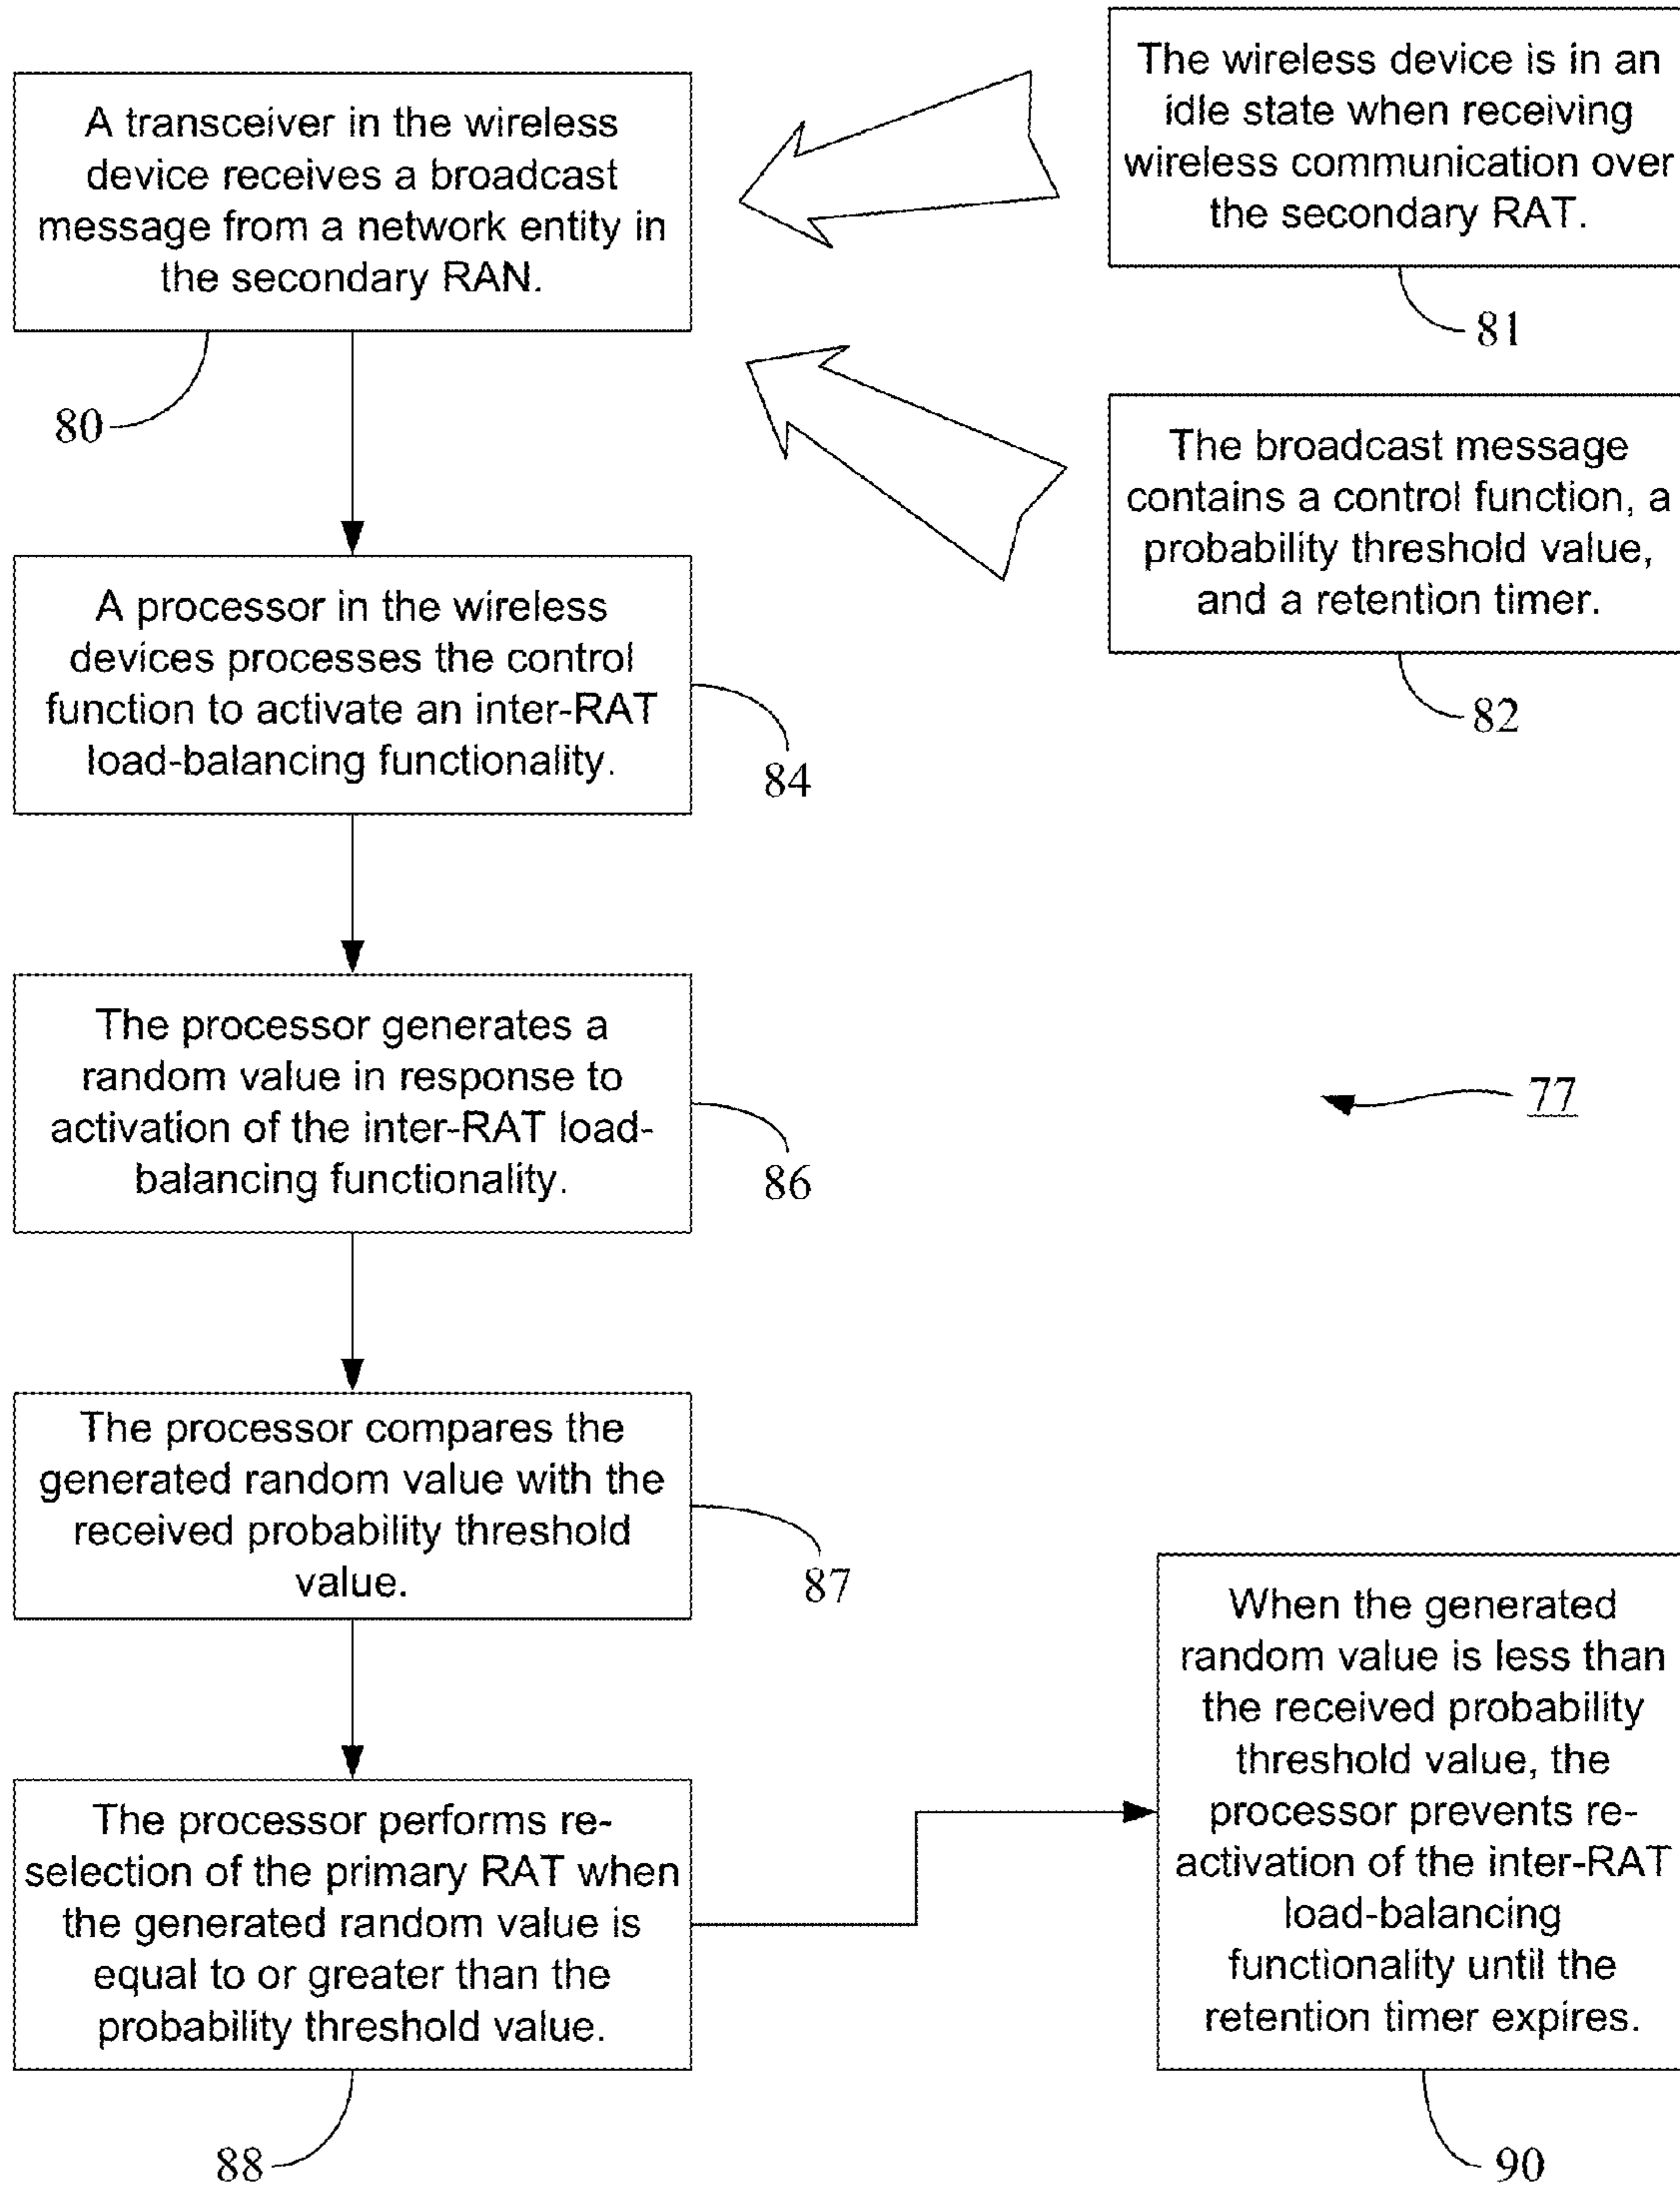 A transceiver in the wireless
device receives a broadcast
message from a network entity in
the secondary RAN.
80
The wireless device is in an
idle state when receiving
wireless communication over
the secondary RAT.
81
The broadcast message
contains a control function, a
probability threshold value,
and a retention timer.
82
A processor in the wireless
devices processes the control
function to activate an inter-RAT
load-balancing functionality.
84
The processor generates a
random value in response to
activation of the inter-RAT load-
balancing functionality.
86
77
The processor compares the
generated random value with the
received probability threshold
value.
87
The processor performs re-
selection of the primary RAT when
the generated random value is
equal to or greater than the
probability threshold value.
88
When the generated
random value is less than
the received probability
threshold value, the
processor prevents re-
activation of the inter-RAT
load-balancing
functionality until the
retention timer expires.
90